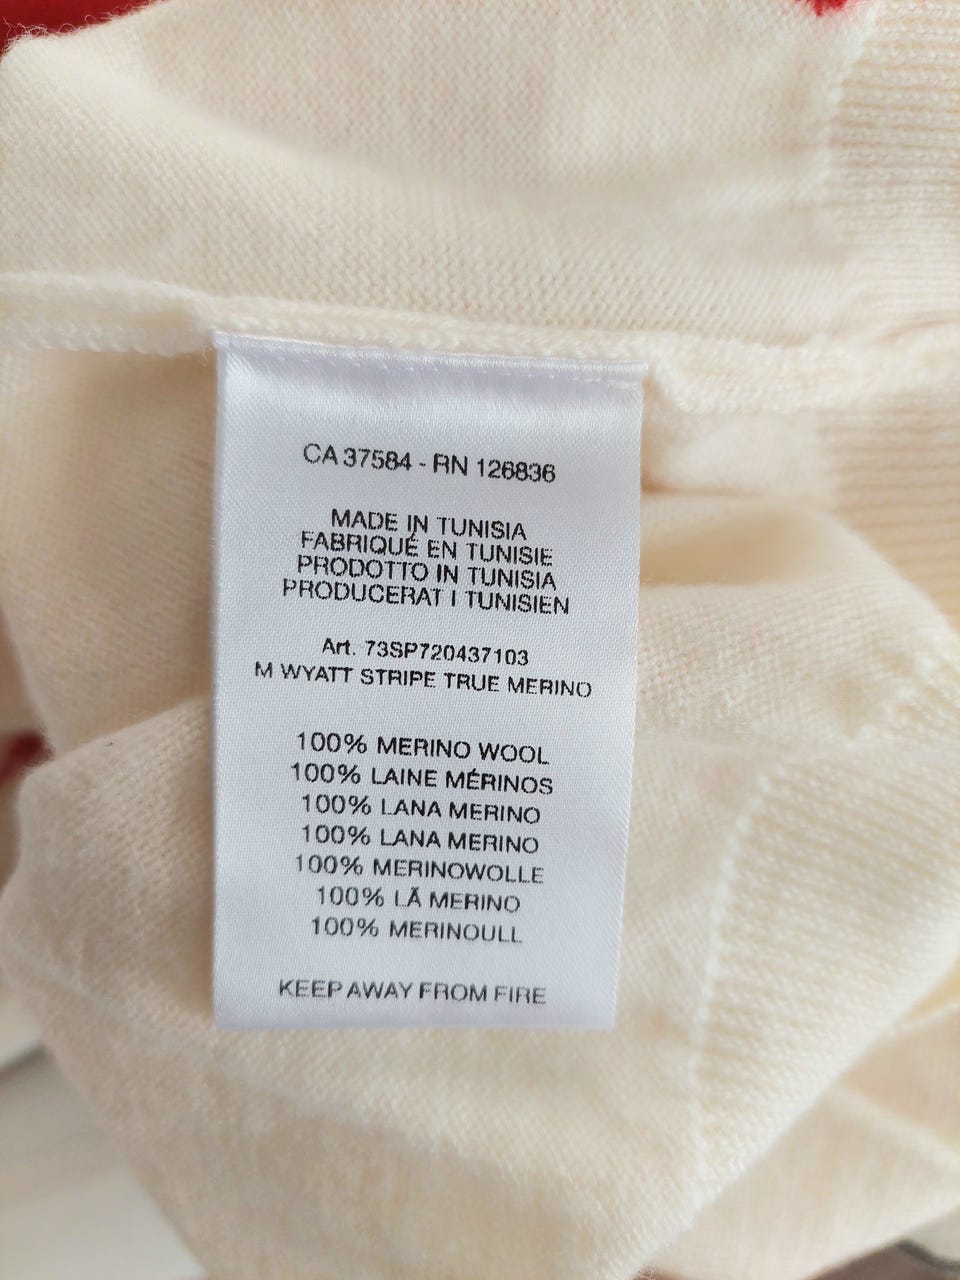 CA 37584 - RN 126836
MADE IN TUNISIA
FABRIQUÉ EN TUNISIE
PRODOTTO IN TUNISIA
PRODUCERAT I TUNISIEN
Art. 73SP720437103
M WYATT STRIPE TRUE MERINO
100% MERINO WOOL
100% LAINE MÉRINOS
100% LANA MERINO
100% LANA MERINO
100% MERINOWOLLE
100% LÃ MERINO
100% MERINOULL
KEEP AWAY FROM FIRE